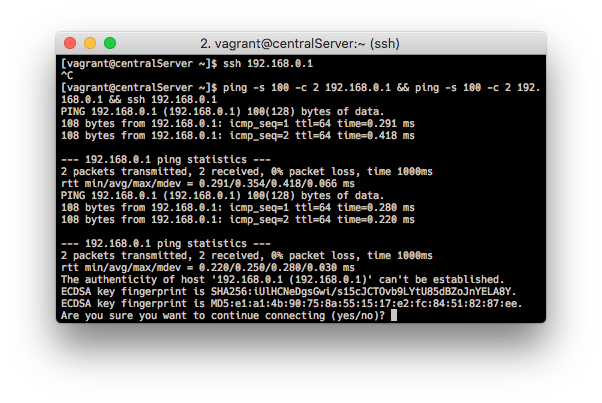 2. vagrant@centralServer:~ (ssh)
[vagrant@centralServer ~]$ ssh 192.168.0.1
^C
[vagrant@centralServer ~]$ ping -s 100 -c 2 192.168.0.1 && ping -s 100 -c 2 192.
168.0.1 && ssh 192.168.0.1
PING 192.168.0.1 (192.168.0.1) 100(128) bytes of data.
108 bytes from 192.168.0.1: icmp_seq=1 ttl=64 time=0.291 ms
108 bytes from 192.168.0.1: icmp_seq=2 ttl=64 time=0.418 ms
--- 192.168.0.1 ping statistics ---
2 packets transmitted, 2 received, 0% packet loss, time 1000ms
rtt min/avg/max/mdev = 0.291/0.354/0.418/0.066 ms
PING 192.168.0.1 (192.168.0.1) 100(128) bytes of data.
108 bytes from 192.168.0.1: icmp_seq=1 ttl=64 time=0.280 ms
108 bytes from 192.168.0.1: icmp_seq=2 ttl=64 time=0.220 ms
--- 192.168.0.1 ping statistics ---
2 packets transmitted, 2 received, 0% packet loss, time 1000ms
rtt min/avg/max/mdev = 0.220/0.250/0.280/0.030 ms
The authenticity of host '192.168.0.1 (192.168.0.1)' can't be established.
ECDSA key fingerprint is SHA256:iUlHCNeDgsGwi/s15cJCTOvb9LYtU85dBZoJnYELA8Y.
ECDSA key fingerprint is MD5:e1:a1:4b:90:75:8a:55:15:17:e2:fc:84:51:82:87:ee.
Are you sure you want to continue connecting (yes/no)?